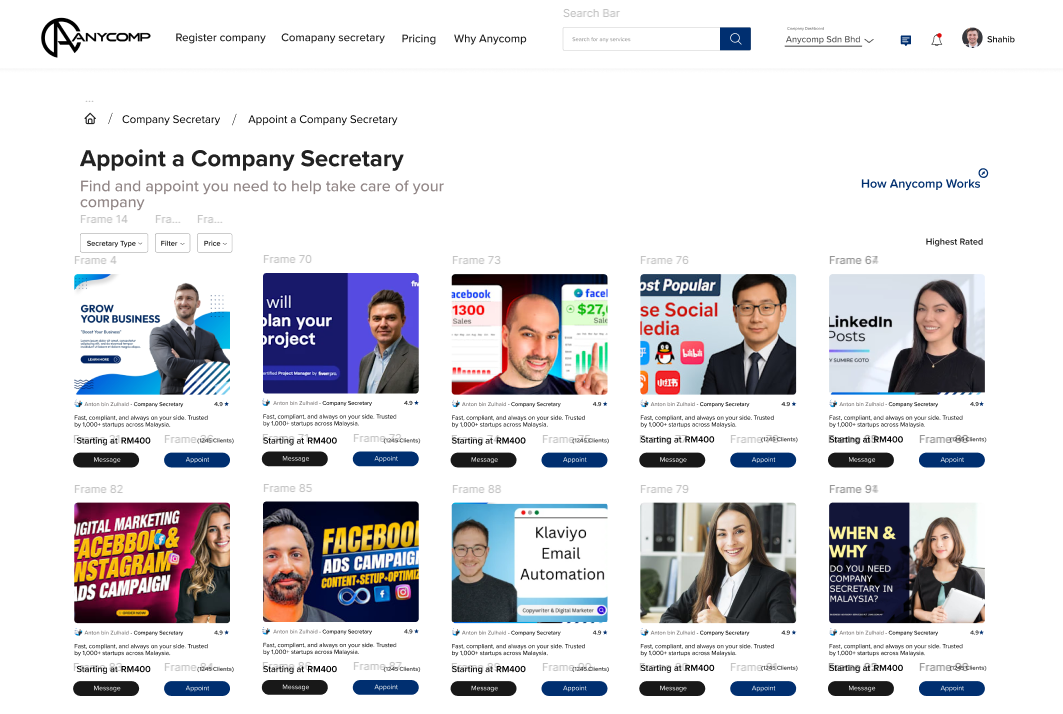 Search Bar
ANYCOMP
Register company
Comapany secretary
Pricing
Why Anycomp
Search for any services
Company Dashboard
Anycomp Sdn Bhd
Shahib
...
/ Company Secretary / Appoint a Company Secretary
Appoint a Company Secretary
Find and appoint you need to help take care of your
company
How Anycomp Works
Frame 14
Fra...
Fra...
Secretary Type
Filter
Price
Highest Rated
Frame 4
GROW
YOUR BUSINESS
"Boost Your Business"
LEARN MORE
Anton bin Zulhaid - Company Secretary
4.9
Fast, compliant, and always on your side. Trusted
by 1,000+ startups across Malaysia.
Starting at RM400
(1245 Clients)
Message
Appoint
Frame 70
will
plan your
project
ertified Project Manager by fiverr pro.
Anton bin Zulhaid - Company Secretary
4.9
Fast, compliant, and always on your side. Trusted
by 1,000+ startups across Malaysia.
Starting at RM400
(1245 Clients)
Message
Appoint
Frame 73
acebook
1300
Sales
faceb
$27,
Sale
Anton bin Zulhaid - Company Secretary
4.9
Fast, compliant, and always on your side. Trusted
by 1,000+ startups across Malaysia.
Starting at RM400
(1245 Clients)
Message
Appoint
Frame 76
ost Popular
se Social
Media
bilibili
小红书
Anton bin Zulhaid - Company Secretary
4.9
Fast, compliant, and always on your side. Trusted
by 1,000+ startups across Malaysia.
Starting at RM400
(1245 Clients)
Message
Appoint
LinkedIn
Posts
BY SUMIRE GOTO
Anton bin Zulhaid - Company Secretary
4.9
Fast, compliant, and always on your side. Trusted
by 1,000+ startups across Malaysia.
Starting at RM400
(1245 Clients)
Message
Appoint
Frame 82
DIGITAL MARKETING
FACEBOOK &
INSTAGRAM
ADS CAMPAIGN
ORDER NOW
Anton bin Zulhaid - Company Secretary
4.9
Fast, compliant, and always on your side. Trusted
by 1,000+ startups across Malaysia.
Starting at RM400
(1245 Clients)
Message
Appoint
Frame 85
FACEBOO
ADS CAMPAIG
CONTENT-SETUP-OPTIMIZ
Anton bin Zulhaid - Company Secretary
4.9
Fast, compliant, and always on your side. Trusted
by 1,000+ startups across Malaysia.
Starting at RM400
(1245 Clients)
Message
Appoint
Frame 88
Klaviyo
Email
Automation
Copywriter & Digital Marketer
Anton bin Zulhaid - Company Secretary
4.9
Fast, compliant, and always on your side. Trusted
by 1,000+ startups across Malaysia.
Starting at RM400
(1245 Clients)
Message
Appoint
Frame 79
Anton bin Zulhaid - Company Secretary
4.9
Fast, compliant, and always on your side. Trusted
by 1,000+ startups across Malaysia.
Starting at RM400
(1245 Clients)
Message
Appoint
WHEN &
WHY
DO YOU NEED
COMPANY
SECRETARY IN
MALAYSIA?
Anton bin Zulhaid - Company Secretary
4.9
Fast, compliant, and always on your side. Trusted
by 1,000+ startups across Malaysia.
Starting at RM400
(1245 Clients)
Message
Appoint